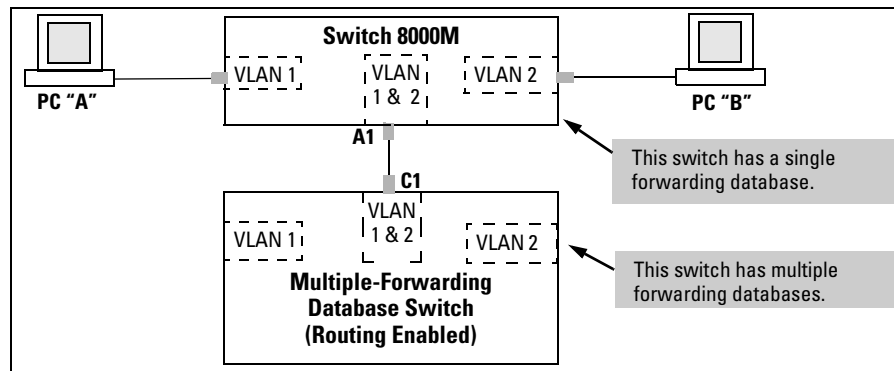 Switch 8000M
VLAN 1
VLAN
1 & 2
VLAN 2
PC “A”
PC “B”
A1
This switch has a single
forwarding database.
C1
VLAN 1
VLAN
1 & 2
VLAN 2
This switch has multiple
forwarding databases.
Multiple-Forwarding
Database Switch
(Routing Enabled)